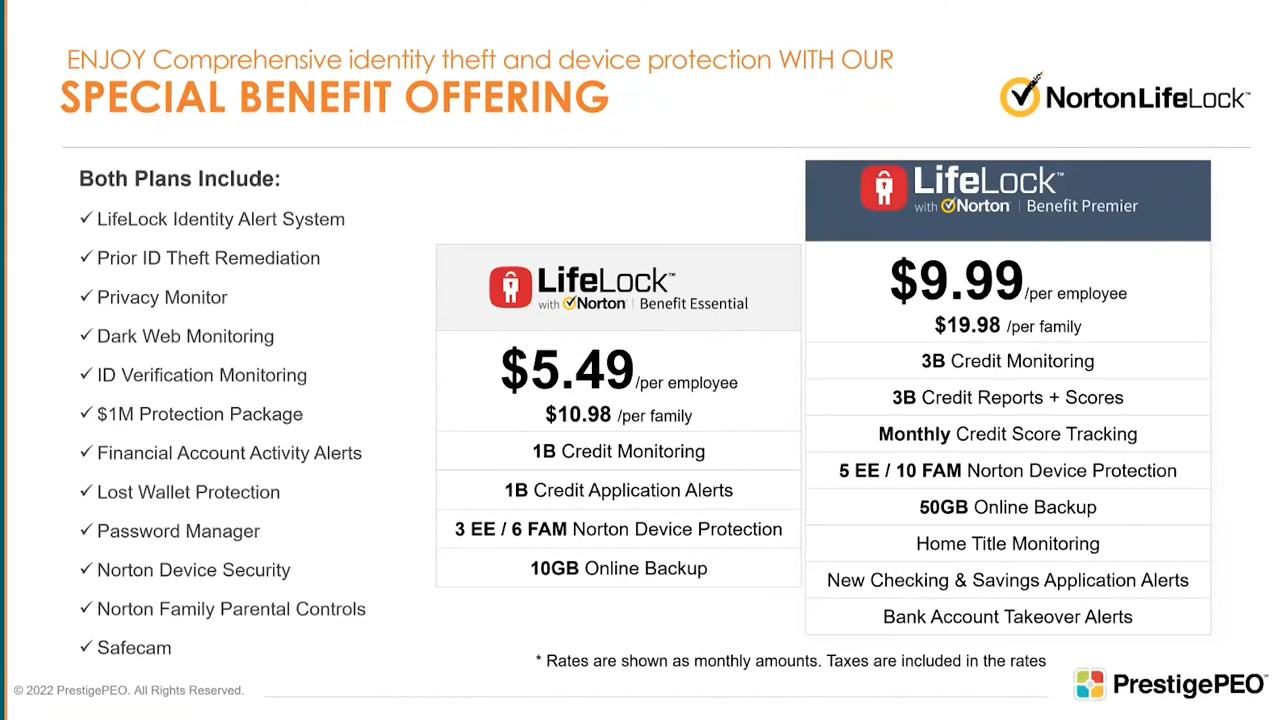 ENJOY Comprehensive identity theft and device protection WITH OUR
SPECIAL BENEFIT OFFERING
NortonLifeLock™
Both Plans Include:
✓ LifeLock Identity Alert System
✓ Prior ID Theft Remediation
✓ Privacy Monitor
✓ Dark Web Monitoring
✓ ID Verification Monitoring
✓ $1M Protection Package
✓ Financial Account Activity Alerts
✓ Lost Wallet Protection
✓ Password Manager
✓ Norton Device Security
✓ Norton Family Parental Controls
✓ Safecam
LifeLock™
with Norton | Benefit Essential
$5.49/per employee
$10.98 /per family
1B Credit Monitoring
1B Credit Application Alerts
3 EE / 6 FAM Norton Device Protection
10GB Online Backup
LifeLock™
with Norton | Benefit Premier
$9.99/per employee
$19.98 /per family
3B Credit Monitoring
3B Credit Reports + Scores
Monthly Credit Score Tracking
5 EE / 10 FAM Norton Device Protection
50GB Online Backup
Home Title Monitoring
New Checking & Savings Application Alerts
Bank Account Takeover Alerts
* Rates are shown as monthly amounts. Taxes are included in the rates
© 2022 PrestigePEO. All Rights Reserved.
PrestigePEO™